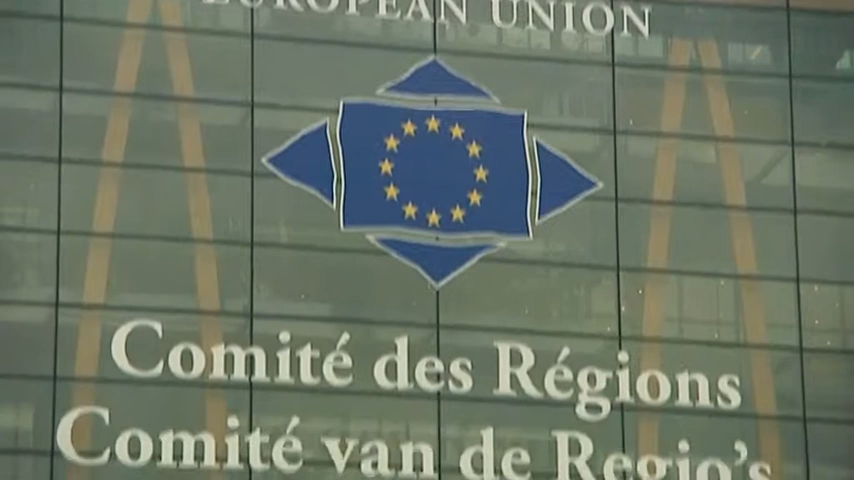 EUROPEAN UNION
Comité des Régions
Comité van de Regio's